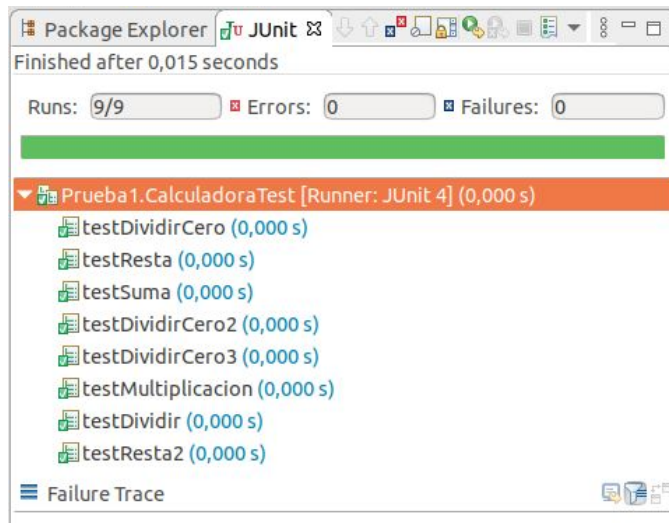 Package Explorer JUnit
Finished after 0,015 seconds
Runs: 9/9 Errors: 0 Failures: 0
Prueba1.CalculadoraTest [Runner: JUnit 4] (0,000 s)
testDividirCero (0,000 s)
testResta (0,000 s)
testSuma (0,000 s)
testDividirCero2 (0,000 s)
testDividirCero3 (0,000 s)
testMultiplicacion (0,000 s)
testDividir (0,000 s)
testResta2 (0,000 s)
Failure Trace